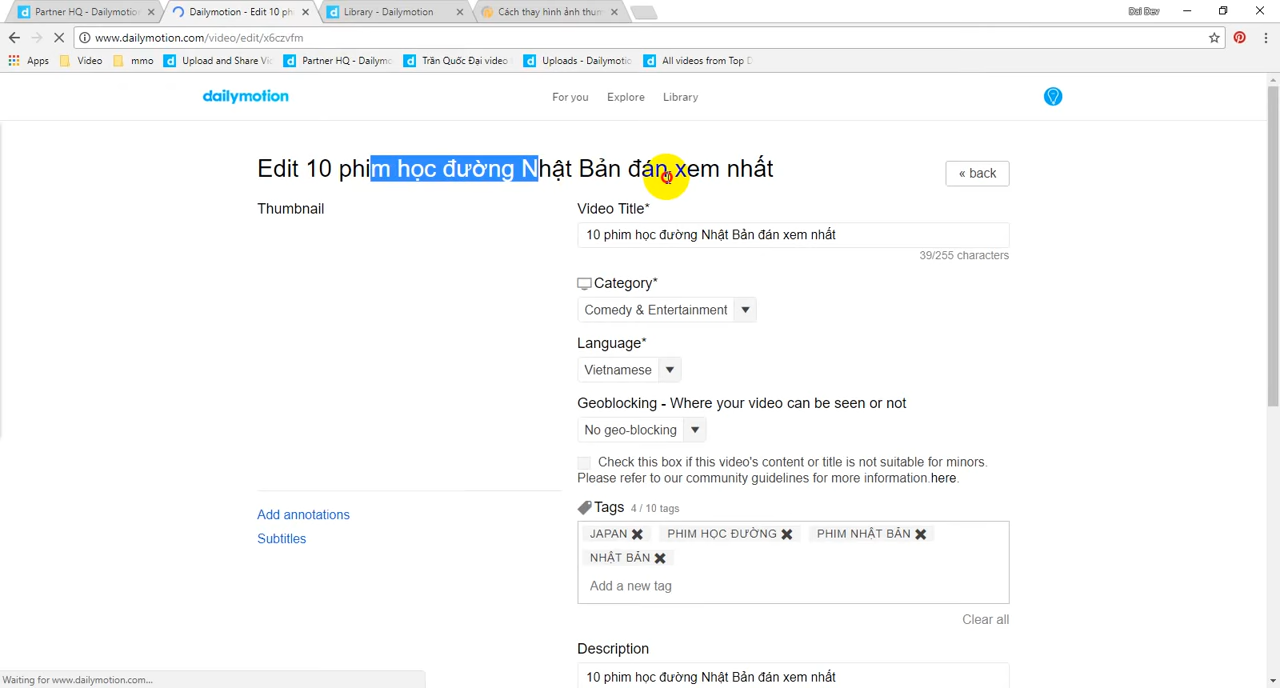 Partner HQ - Dailymotio
Dailymotion - Edit 10 ph
Library - Dailymotion
Cách thay hình ảnh thum
Dai Dev
www.dailymotion.com/video/edit/x6czvfm
Apps
Video
mmo
Upload and Share Vi
Partner HQ - Dailymo
Trần Quốc Đại video
Uploads - Dailymotio
All videos from Top D
dailymotion
For you
Explore
Library
Edit 10 phim học đường Nhật Bản đán xem nhất
« back
Thumbnail
Video Title*
10 phim học đường Nhật Bản đán xem nhất
39/255 characters
Category*
Comedy & Entertainment
Language*
Vietnamese
Geoblocking - Where your video can be seen or not
No geo-blocking
Check this box if this video's content or title is not suitable for minors.
Please refer to our community guidelines for more information here.
Add annotations
Subtitles
Tags 4 / 10 tags
JAPAN
PHIM HỌC ĐƯỜNG
PHIM NHẬT BẢN
NHẬT BẢN
Add a new tag
Clear all
Description
10 phim học đường Nhật Bản đán xem nhất
Waiting for www.dailymotion.com...